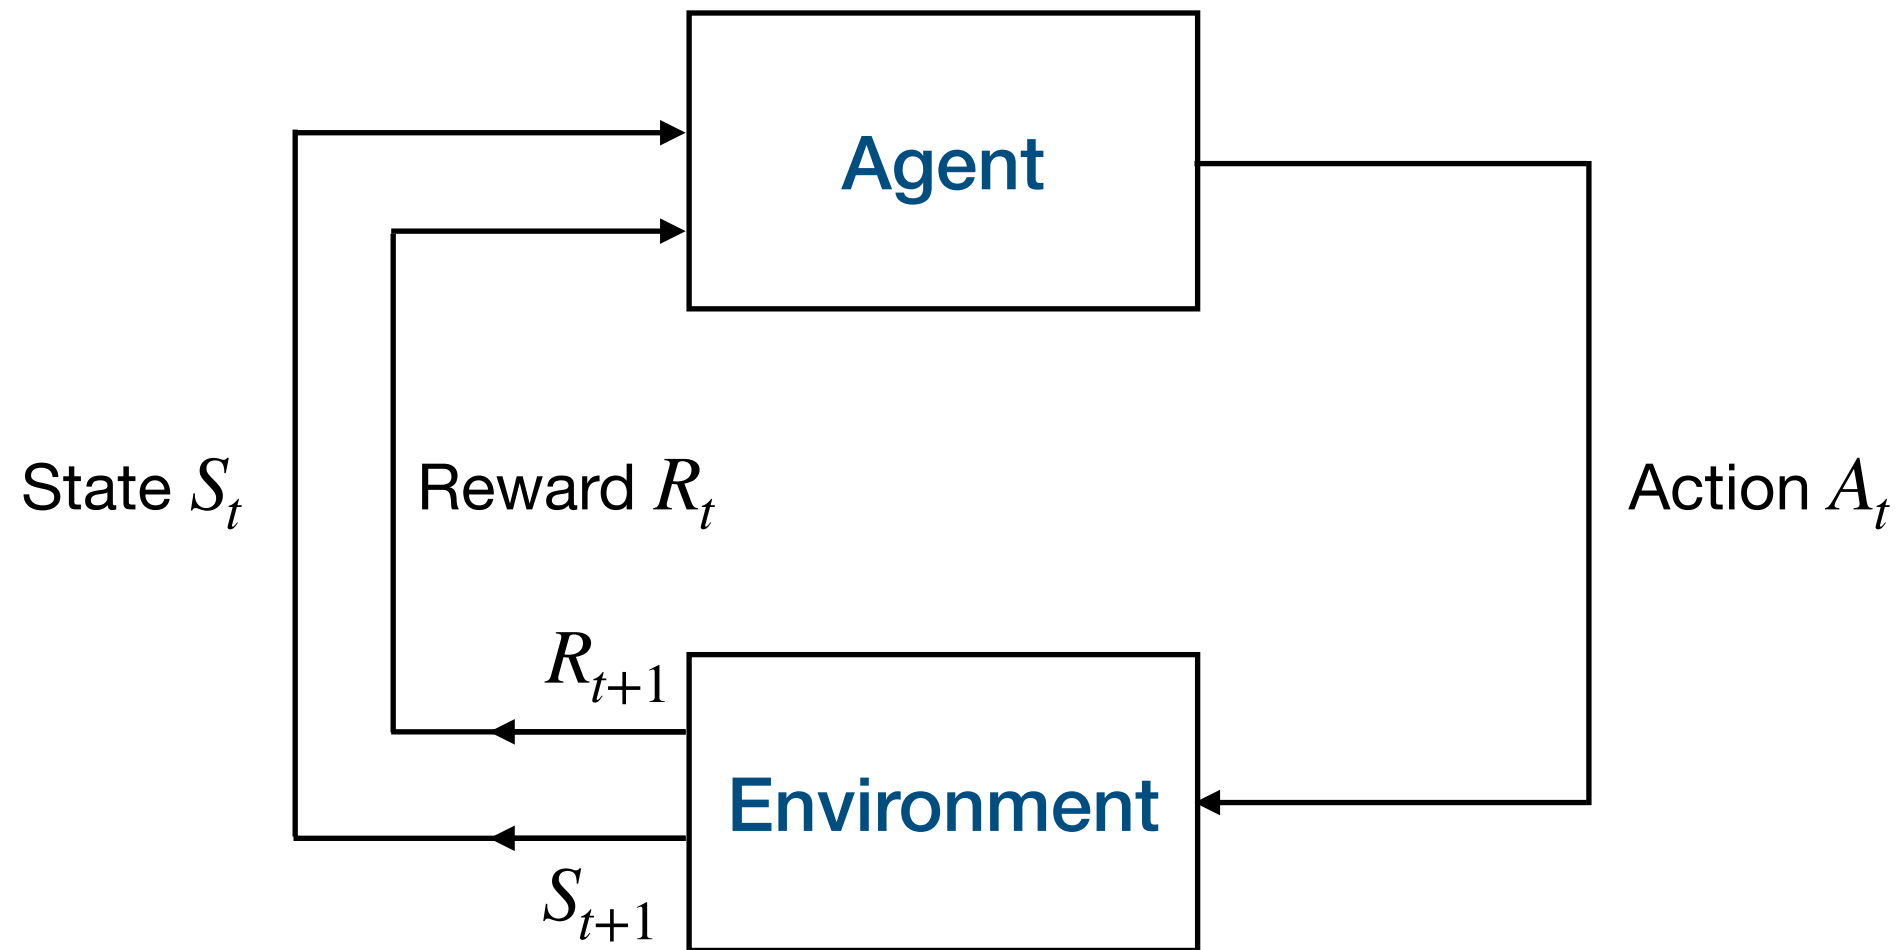 Agent
State S_t
Reward R_t
Action A_t
R_{t+1}
Environment
S_{t+1}